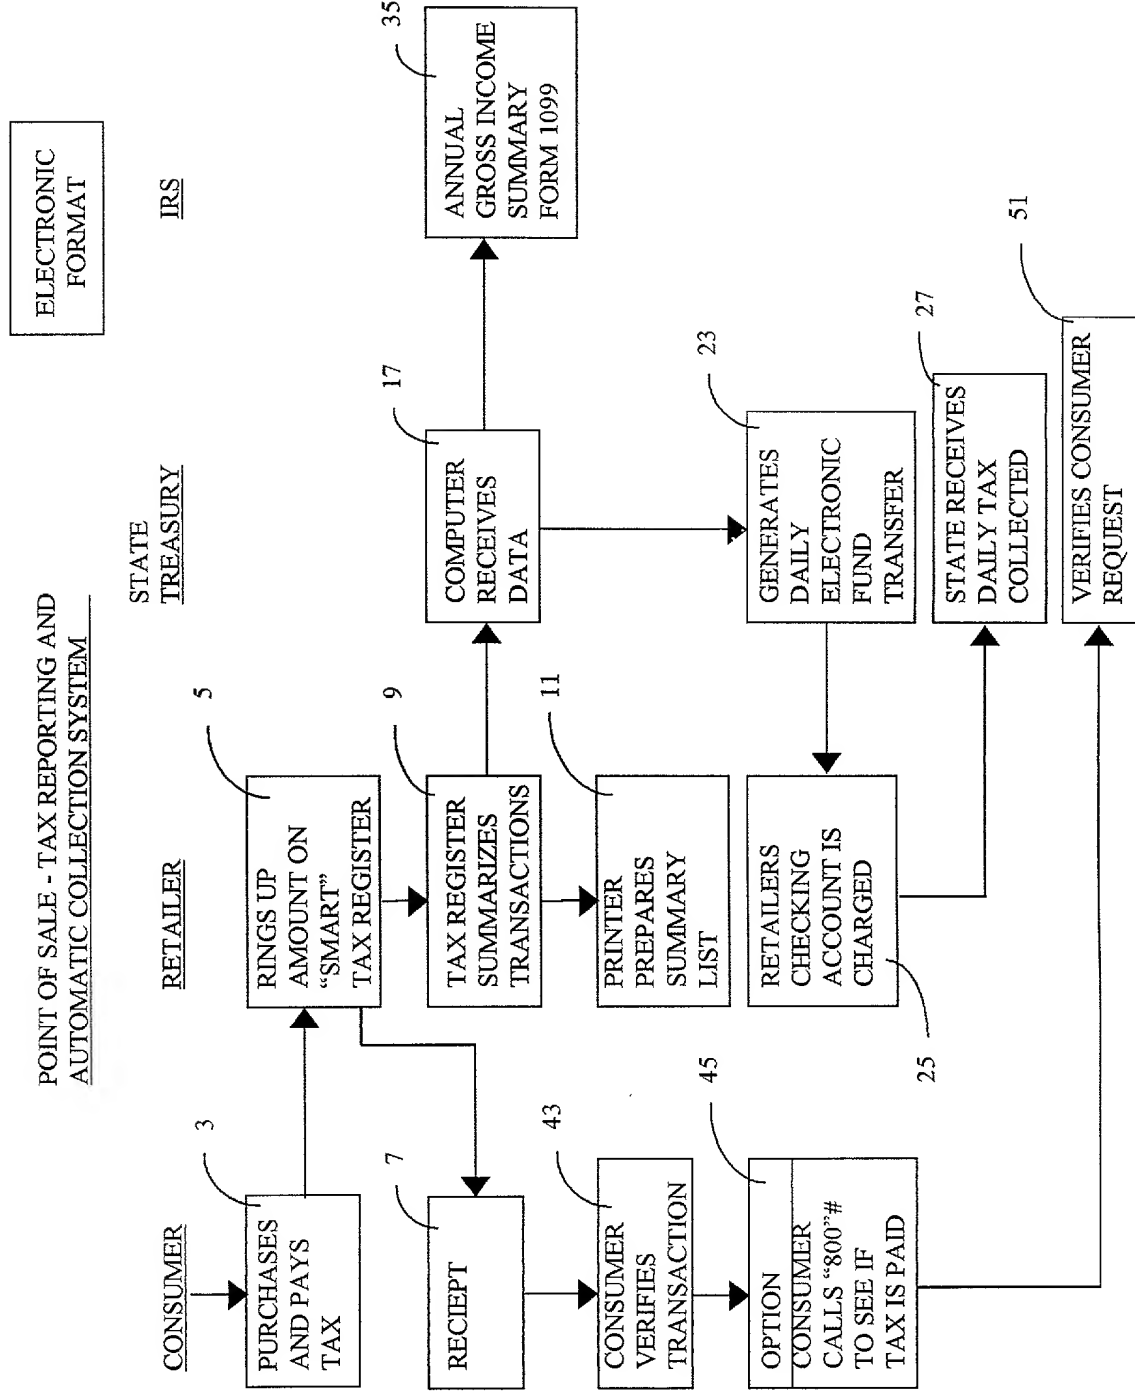 ELECTRONIC
FORMAT
POINT OF SALE - TAX REPORTING AND
AUTOMATIC COLLECTION SYSTEM
CONSUMER
RETAILER
STATE
TREASURY
IRS
3
PURCHASES
AND PAYS
TAX
5
RINGS UP
AMOUNT ON
“SMART”
TAX REGISTER
7
RECIEPT
9
TAX REGISTER
SUMMARIZES
TRANSACTIONS
17
COMPUTER
RECEIVES
DATA
35
ANNUAL
GROSS INCOME
SUMMARY
FORM 1099
43
CONSUMER
VERIFIES
TRANSACTION
11
PRINTER
PREPARES
SUMMARY
LIST
45
OPTION
CONSUMER
CALLS “800”#
TO SEE IF
TAX IS PAID
25
RETAILERS
CHECKING
ACCOUNT IS
CHARGED
23
GENERATES
DAILY
ELECTRONIC
FUND
TRANSFER
27
STATE RECEIVES
DAILY TAX
COLLECTED
51
VERIFIES CONSUMER
REQUEST